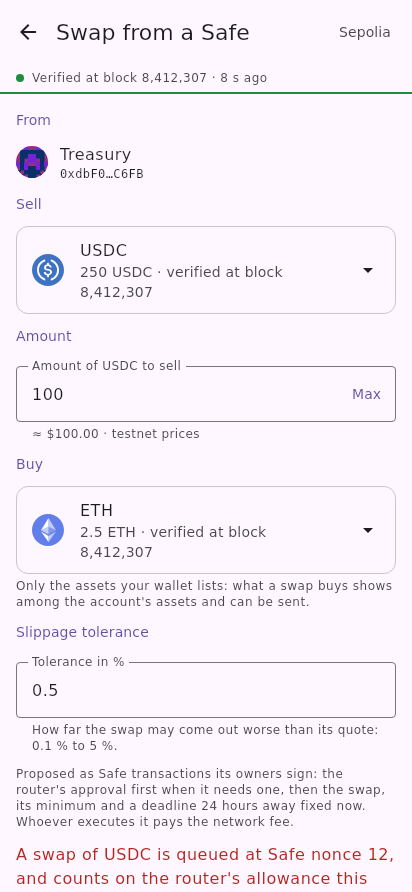 Swap from a Safe
Sepolia
Verified at block 8,412,307 · 8 s ago
From
Treasury
0xdbF0…C6FB
Sell
USDC
250 USDC · verified at block
8,412,307
Amount
Amount of USDC to sell
100
Max
≈ $100.00 · testnet prices
Buy
ETH
2.5 ETH · verified at block
8,412,307
Only the assets your wallet lists: what a swap buys shows
among the account's assets and can be sent.
Slippage tolerance
Tolerance in %
0.5
How far the swap may come out worse than its quote:
0.1 % to 5 %.
Proposed as Safe transactions its owners sign: the
router's approval first when it needs one, then the swap,
its minimum and a deadline 24 hours away fixed now.
Whoever executes it pays the network fee.
A swap of USDC is queued at Safe nonce 12,
and counts on the router's allowance this